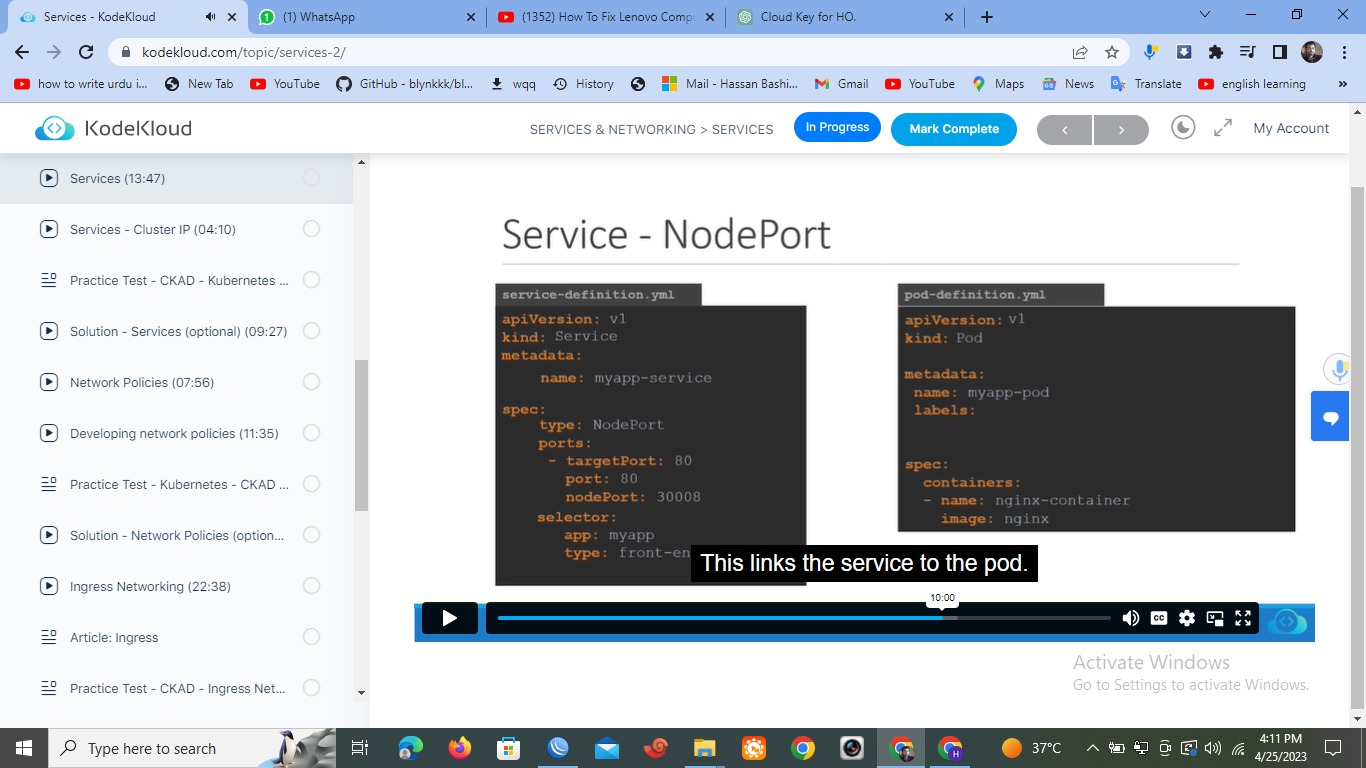 Services - KodeKloud
(1) WhatsApp
(1352) How To Fix Lenovo Compu
Cloud Key for HO.
kodekloud.com/topic/services-2/
how to write urdu i...
New Tab
YouTube
GitHub - blynkkk/bl...
wqq
History
Mail - Hassan Bashi...
Gmail
YouTube
Maps
News
Translate
english learning
»
KodeKloud
SERVICES & NETWORKING > SERVICES
In Progress
Mark Complete
My Account
Services (13:47)
Services - Cluster IP (04:10)
Practice Test - CKAD - Kubernetes ...
Solution - Services (optional) (09:27)
Network Policies (07:56)
Developing network policies (11:35)
Practice Test - Kubernetes - CKAD ...
Solution - Network Policies (option...
Ingress Networking (22:38)
Article: Ingress
Practice Test - CKAD - Ingress Net...
Service - NodePort
service-definition.yml
apiVersion: v1
kind: Service
metadata:
name: myapp-service
spec:
type: NodePort
ports:
- targetPort: 80
port: 80
nodePort: 30008
selector:
app: myapp
type: front-en
pod-definition.yml
apiVersion: v1
kind: Pod
metadata:
name: myapp-pod
labels:
spec:
containers:
- name: nginx-container
image: nginx
This links the service to the pod.
10:00
CC
Activate Windows
Go to Settings to activate Windows.
Type here to search
H
37°C
4:11 PM
4/25/2023